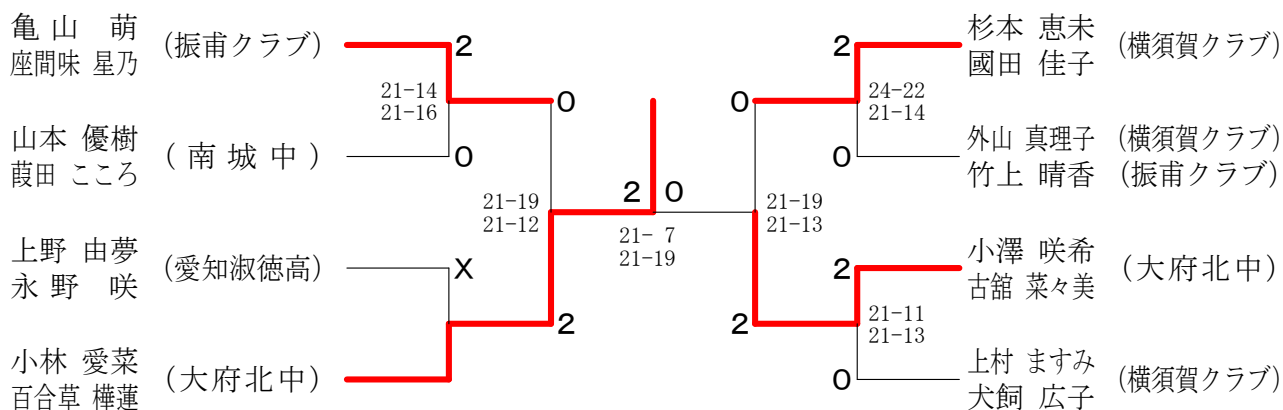 亀山 萌
座間味 星乃
(振甫クラブ)
2
21-14
21-16
0
山本 優樹
葭田 こころ
(南城中)
0
21-19
21-12
上野 由夢
永野 咲
(愛知淑徳高)
X
2
小林 愛菜
百合草 樺蓮
(大府北中)
2 0
21- 7
21-19
杉本 恵未
國田 佳子
(横須賀クラブ)
2
24-22
21-14
0
外山 真理子 (横須賀クラブ)
竹上 晴香 (振甫クラブ)
0
21-19
21-13
小澤 咲希
古舘 菜々美
(大府北中)
2
21-11
21-13
2
上村 ますみ
犬飼 広子
(横須賀クラブ)
0